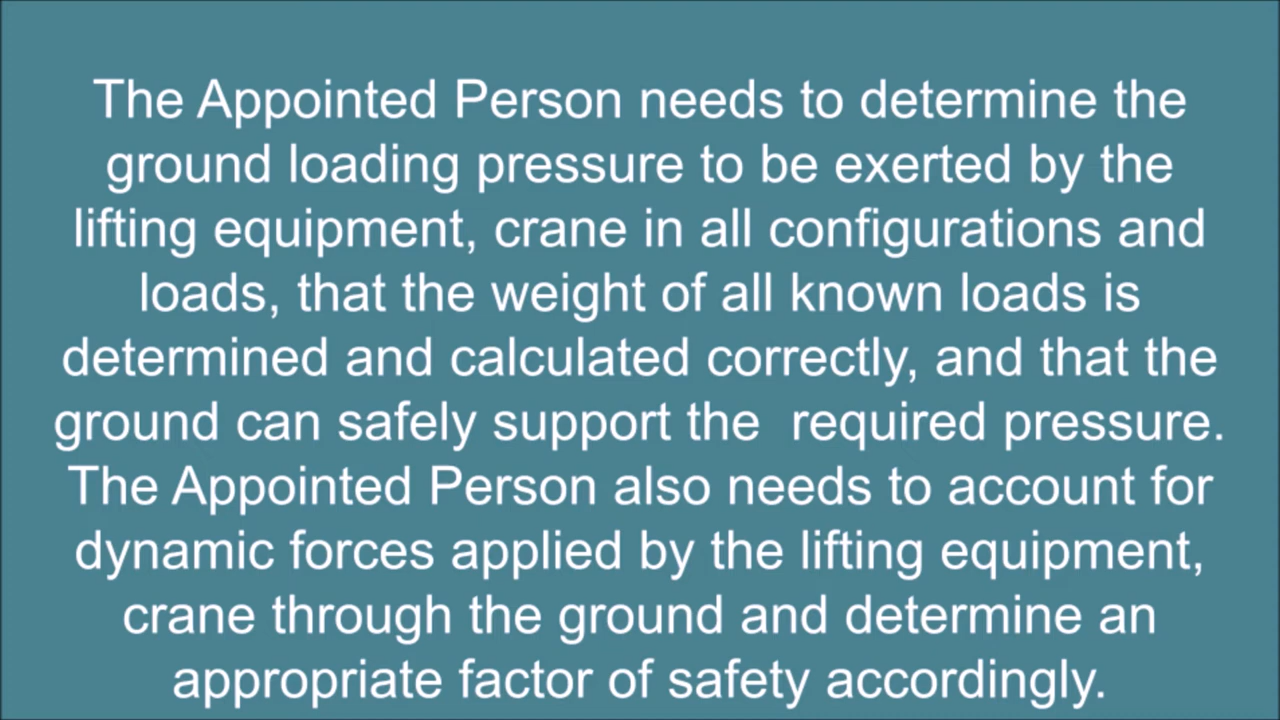 The Appointed Person needs to determine the
ground loading pressure to be exerted by the
lifting equipment, crane in all configurations and
loads, that the weight of all known loads is
determined and calculated correctly, and that the
ground can safely support the  required pressure.
The Appointed Person also needs to account for
dynamic forces applied by the lifting equipment,
crane through the ground and determine an
appropriate factor of safety accordingly.